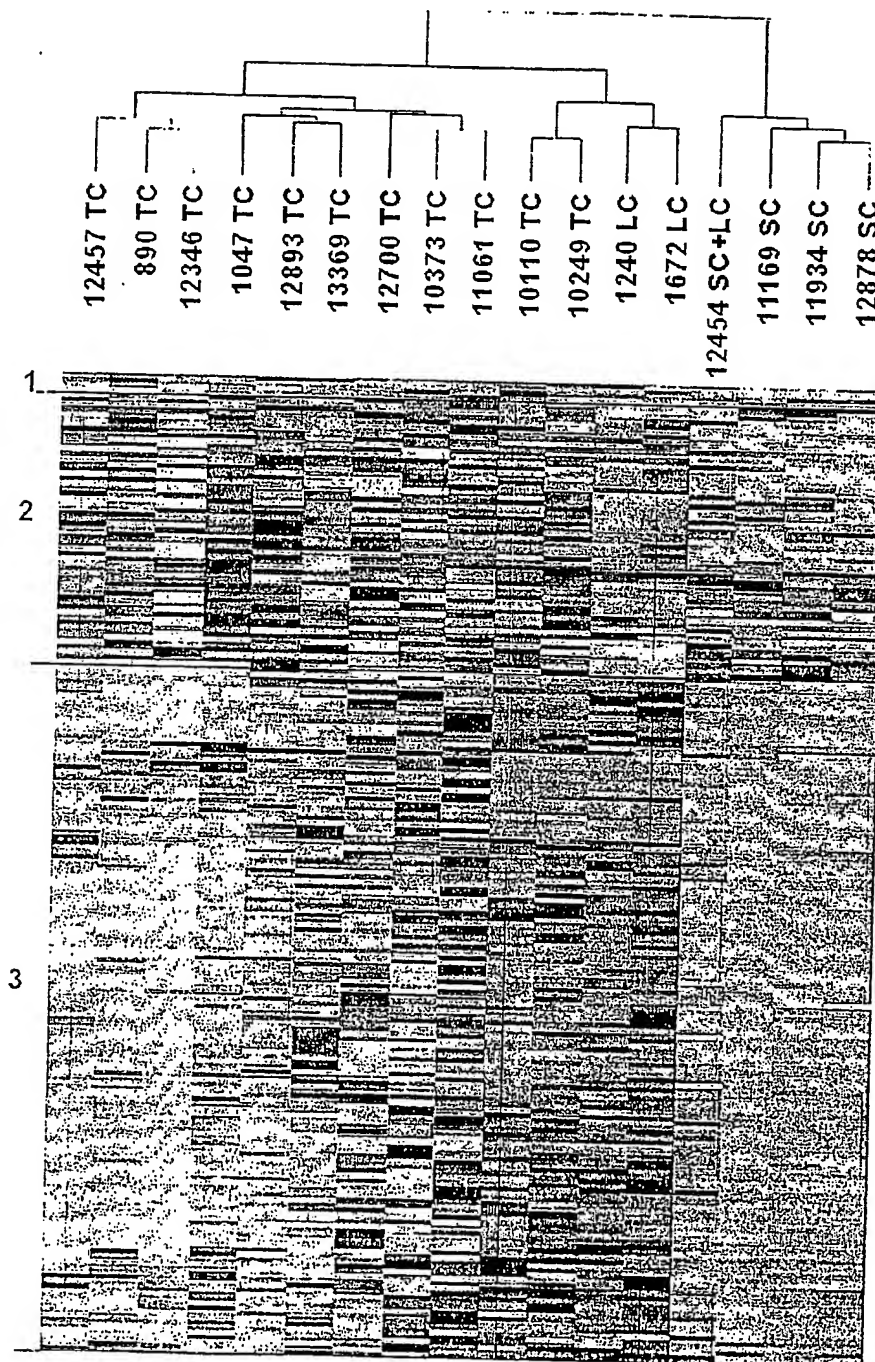 12457 TC
890 TC
12346 TC
1047 TC
12893 TC
13369 TC
12700 TC
10373 TC
11061 TC
10110 TC
10249 TC
1240 LC
1672 LC
12454 SC+LC
11169 SC
11934 SC
12878 SC
1
2
3